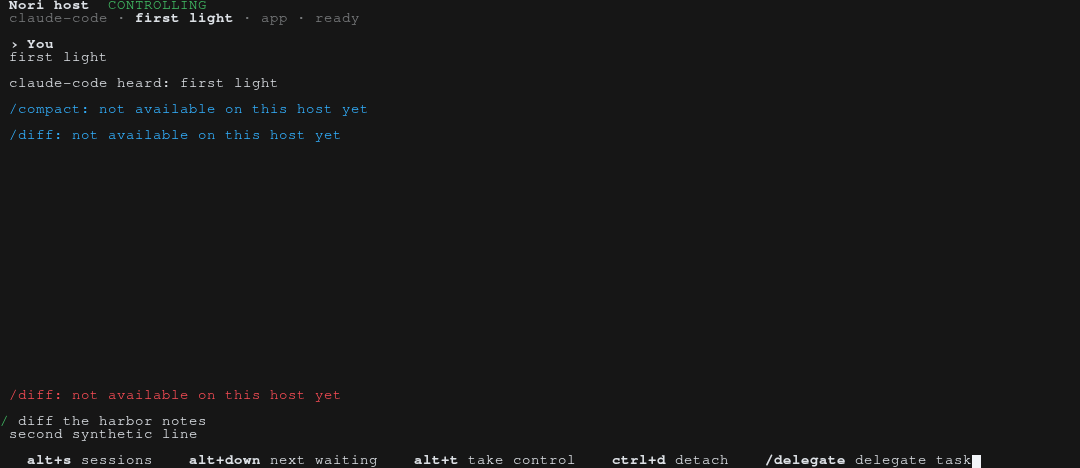 Nori host  CONTROLLING
claude-code · first light · app · ready
› You
first light
claude-code heard: first light
/compact: not available on this host yet
/diff: not available on this host yet
/diff: not available on this host yet
/ diff the harbor notes
second synthetic line
alt+s sessions    alt+down next waiting    alt+t take control    ctrl+d detach    /delegate delegate task